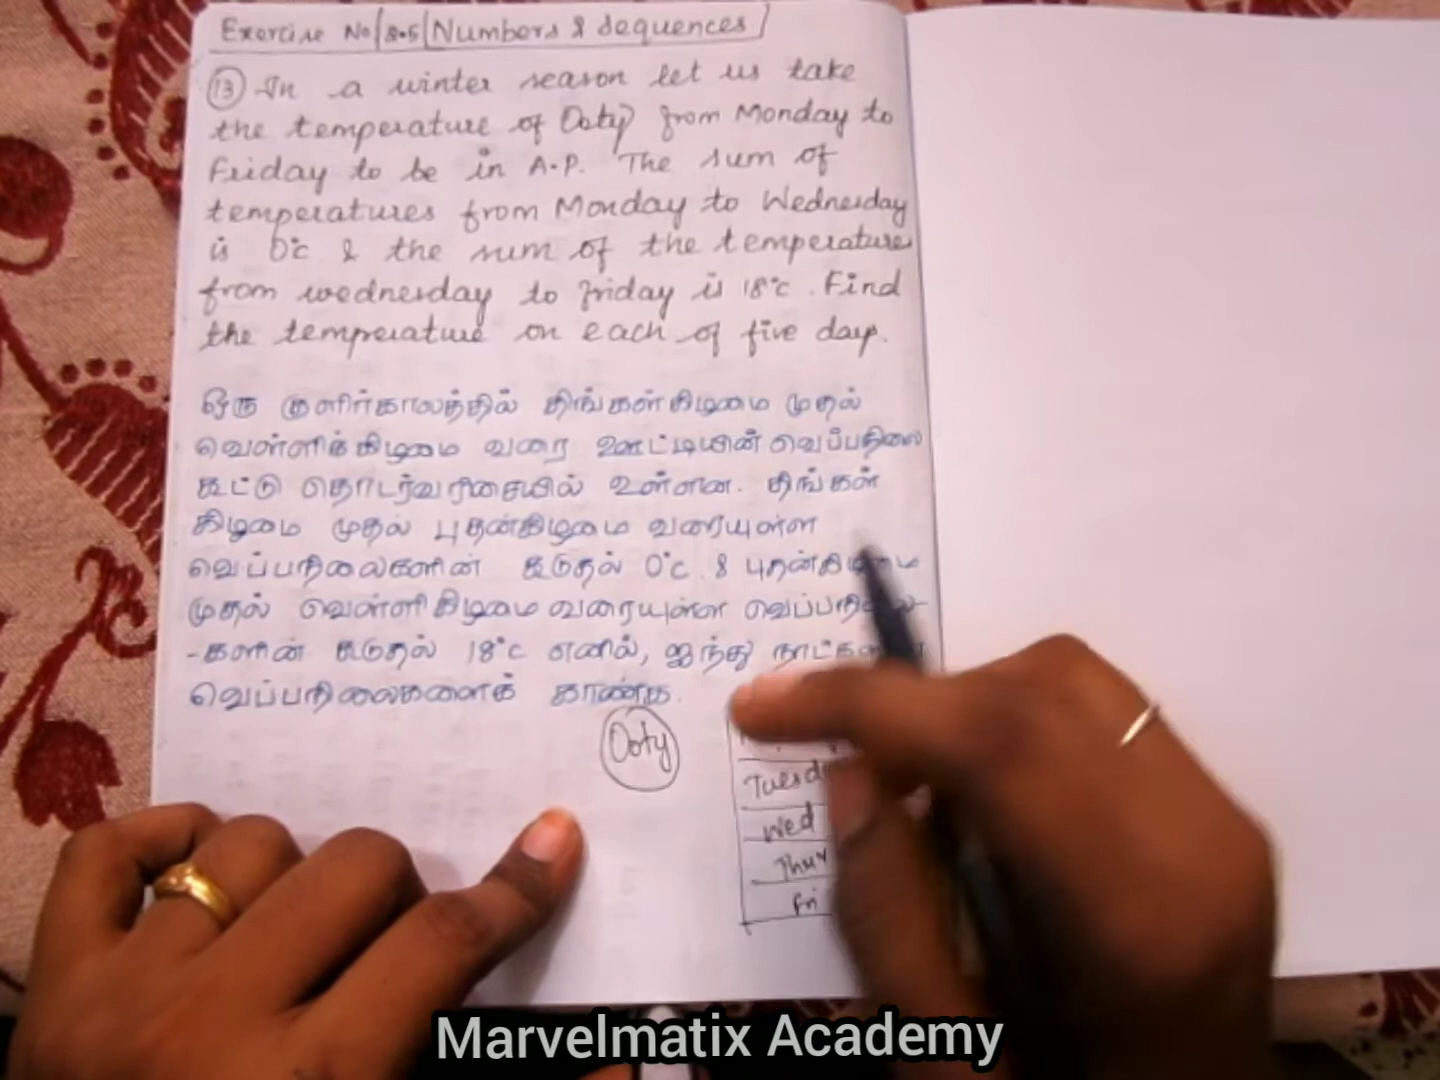 Exercise No 3.5 Numbers & Sequences
13 In a winter season let us take
the temperature of Ooty from Monday to
Friday to be in A.P. The sum of
temperatures from Monday to Wednesday
is 0°c & the sum of the temperatures
from wednesday to friday is 18°c. Find
the temperature on each of five days.
ஒரு குளிர்காலத்தில் திங்கள்கிழமை முதல்
வெள்ளிக்கிழமை வரை ஊட்டியின் வெப்பநிலை
கூட்டு தொடர்வரிசையில் உள்ளன. திங்கள்
கிழமை முதல் புதன்கிழமை வரையுள்ள
வெப்பநிலைகளின் கூடுதல் 0°c & புதன்கிழமை
முதல் வெள்ளிகிழமை வரையுள்ள வெப்பநிலை-
-களின் கூடுதல் 18°c எனில், ஐந்து
வெப்பநிலைகளைக் காண்க.
Ooty
Wed
Thur
Fri
Marvelmatix Academy